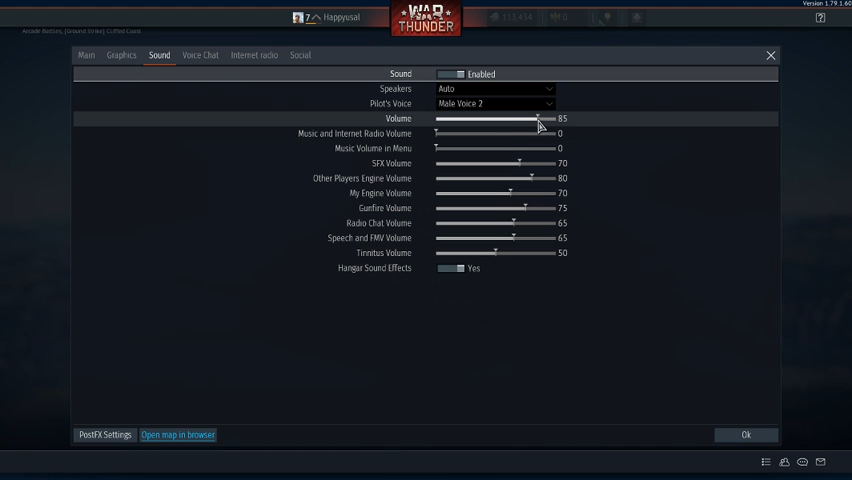 Version 1.79.1.60
7 Happyusal
WAR THUNDER
113,434 0
Arcade Battles, [Ground Strike] Cliffed Coast
Main Graphics Sound Voice Chat Internet radio Social
Sound Enabled
Speakers Auto
Pilot's Voice Male Voice 2
Volume 85
Music and Internet Radio Volume 0
Music Volume in Menu 0
SFX Volume 70
Other Players Engine Volume 80
My Engine Volume 70
Gunfire Volume 75
Radio Chat Volume 65
Speech and FMV Volume 65
Tinnitus Volume 50
Hangar Sound Effects Yes
PostFX Settings Open map in browser Ok